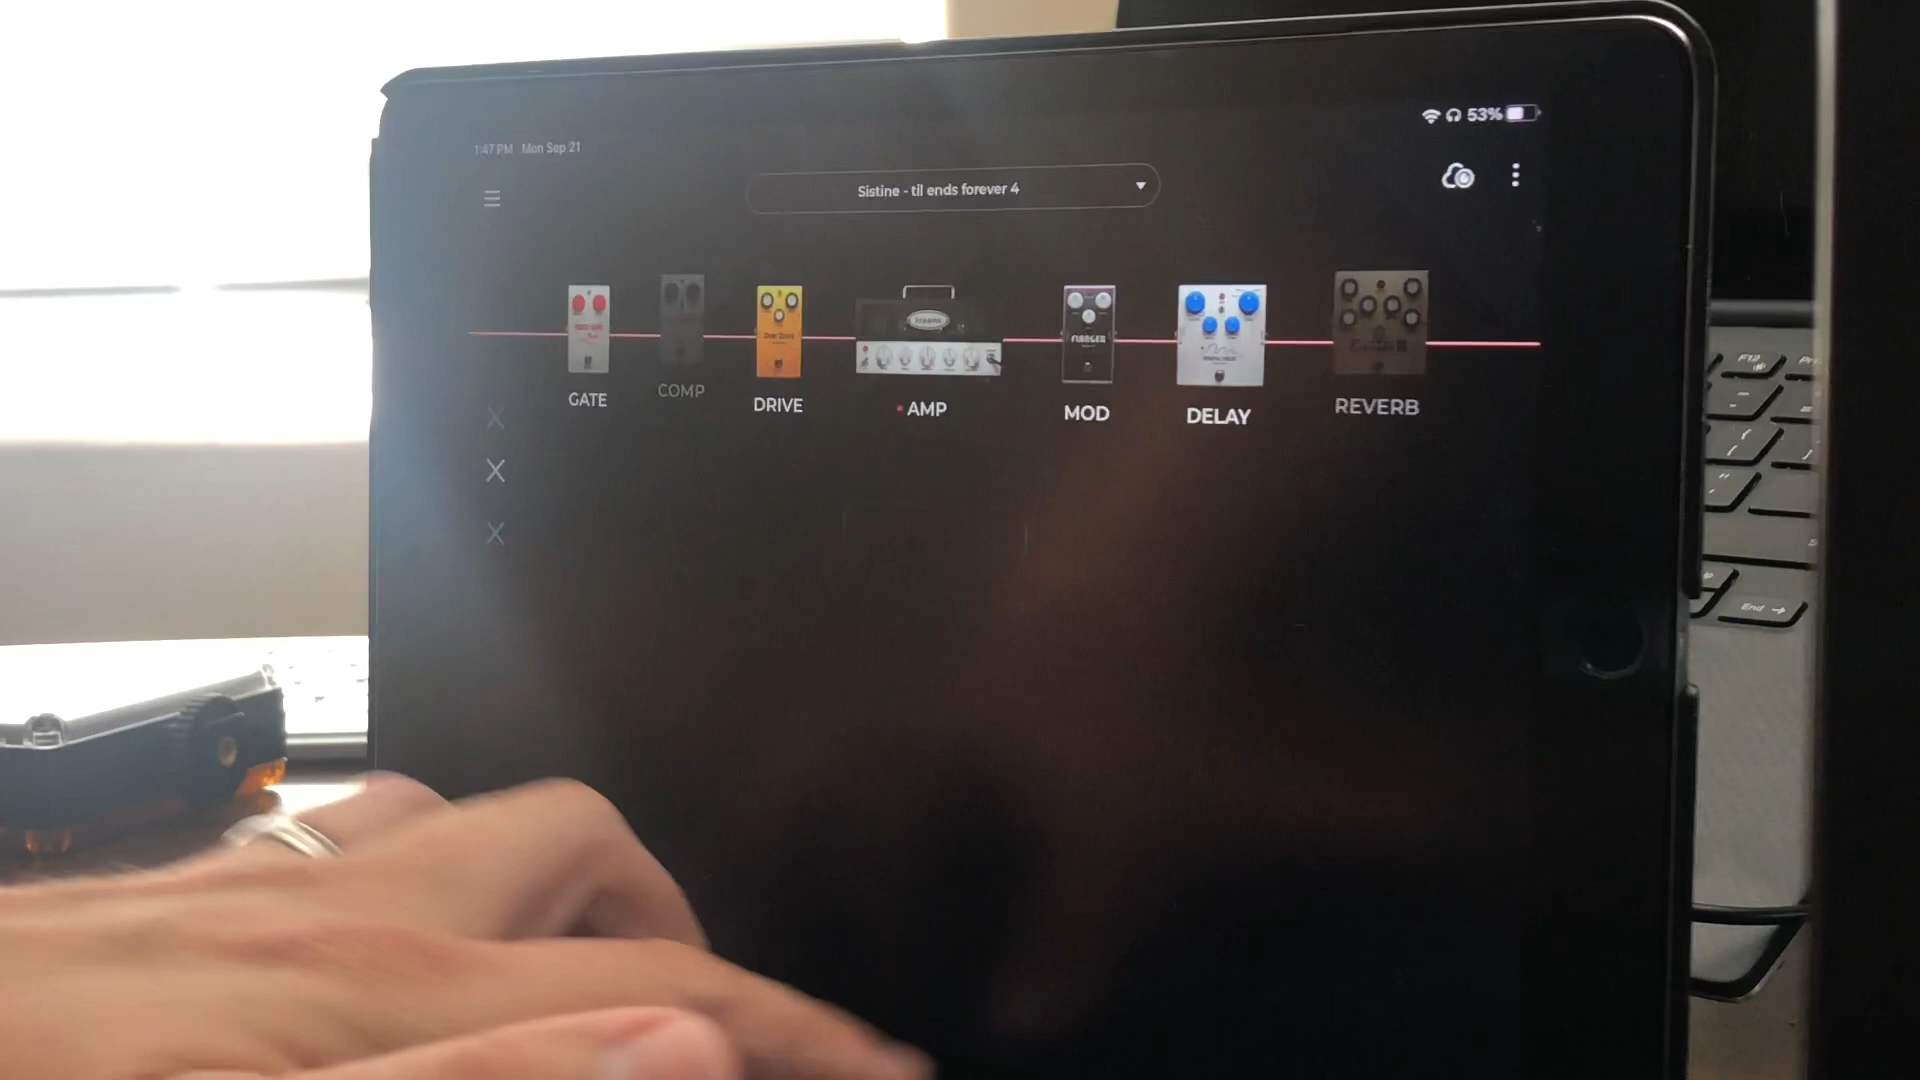 1:47 PM Mon Sep 21
53%
Sistine - til ends forever 4
GATE
COMP
DRIVE
AMP
MOD
DELAY
REVERB
FLANGER
F12
End